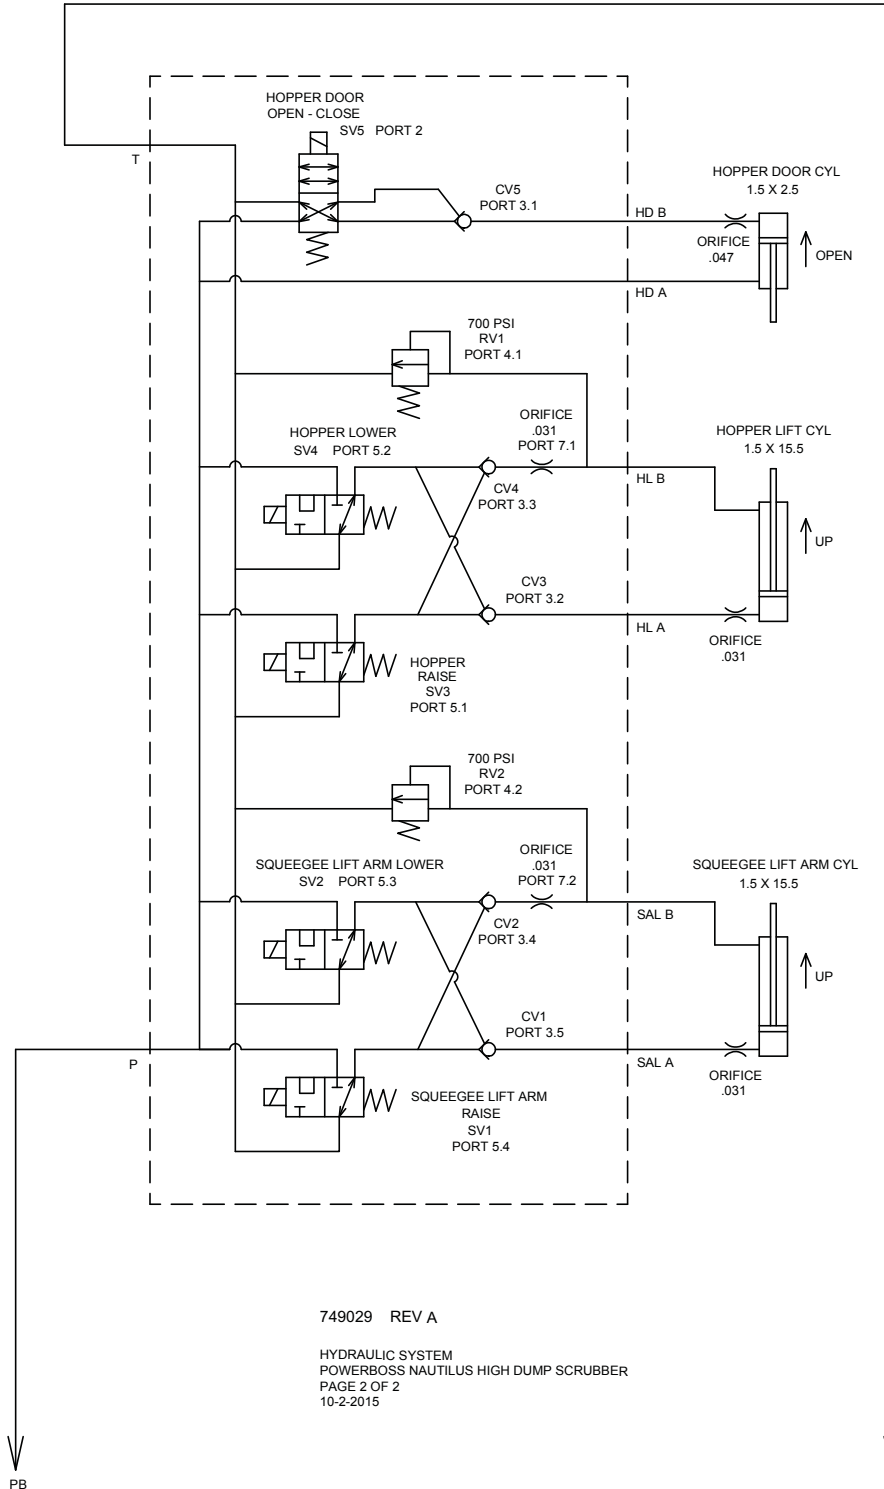 HOPPER DOOR
OPEN - CLOSE
SV5 PORT 2
T
CV5
PORT 3.1
HOPPER DOOR CYL
1.5 X 2.5
HD B
ORIFICE
.047
OPEN
HD A
700 PSI
RV1
PORT 4.1
HOPPER LOWER
SV4 PORT 5.2
ORIFICE
.031
PORT 7.1
HOPPER LIFT CYL
1.5 X 15.5
CV4
PORT 3.3
HL B
UP
CV3
PORT 3.2
HL A
ORIFICE
.031
HOPPER
RAISE
SV3
PORT 5.1
700 PSI
RV2
PORT 4.2
SQUEEGEE LIFT ARM LOWER
SV2 PORT 5.3
ORIFICE
.031
PORT 7.2
SQUEEGEE LIFT ARM CYL
1.5 X 15.5
CV2
PORT 3.4
SAL B
UP
CV1
PORT 3.5
P
SAL A
ORIFICE
.031
SQUEEGEE LIFT ARM
RAISE
SV1
PORT 5.4
749029 REV A
HYDRAULIC SYSTEM
POWERBOSS NAUTILUS HIGH DUMP SCRUBBER
PAGE 2 OF 2
10-2-2015
PB